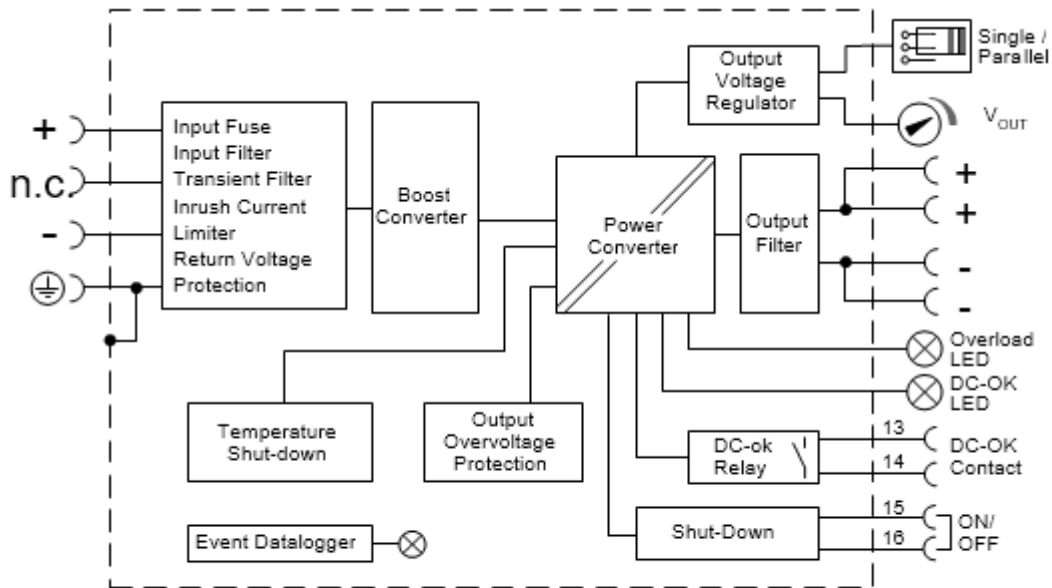 Output
Voltage
Regulator
Single /
Parallel
VOUT
+
n.c.
-
Input Fuse
Input Filter
Transient Filter
Inrush Current
Limiter
Return Voltage
Protection
Boost
Converter
Power
Converter
Output
Filter
+
+
-
-
Overload
LED
DC-OK
LED
Temperature
Shut-down
Output
Overvoltage
Protection
DC-ok
Relay
13
14
DC-OK
Contact
Event Datalogger
Shut-Down
15
16
ON/
OFF